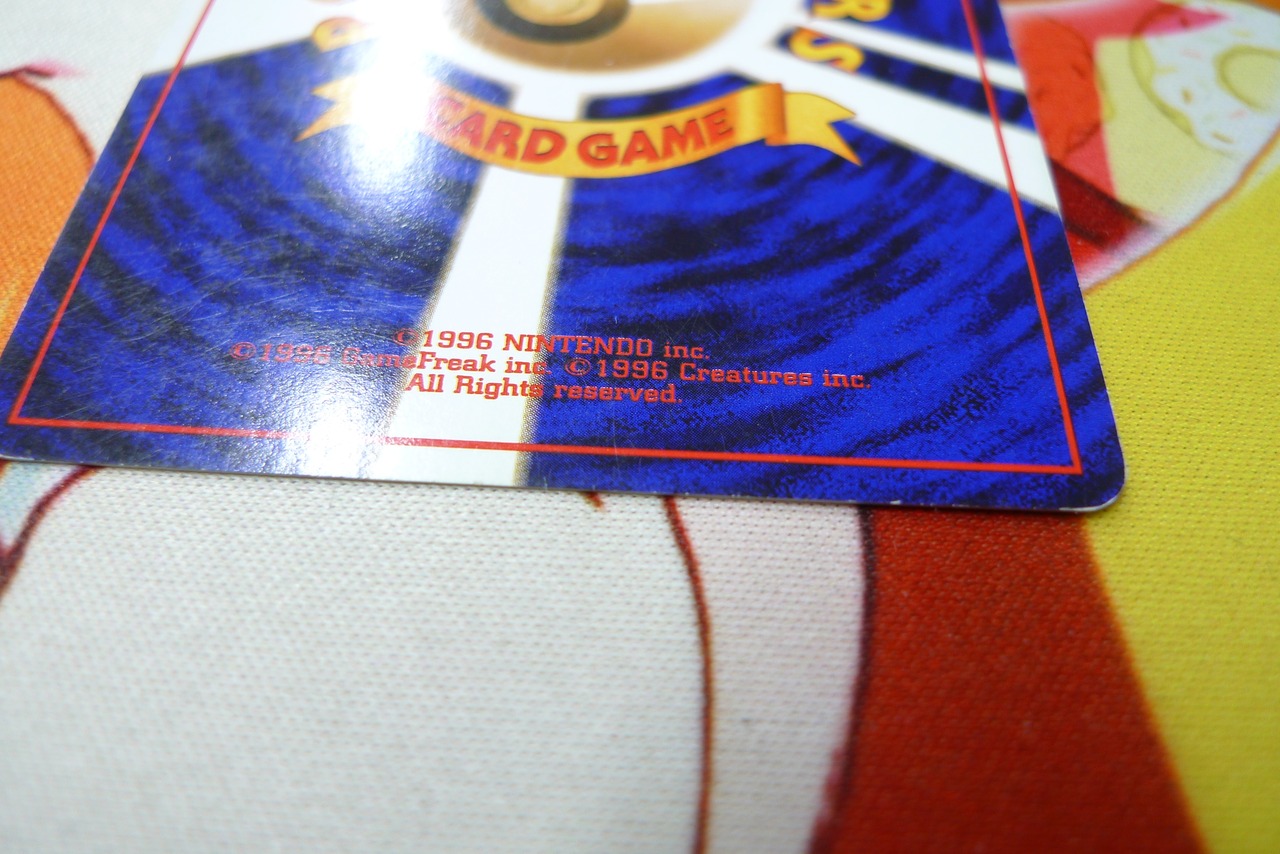 R
S
CARD GAME
©1996 NINTENDO inc.
©1996 GameFreak inc. ©1996 Creatures inc.
All Rights reserved.